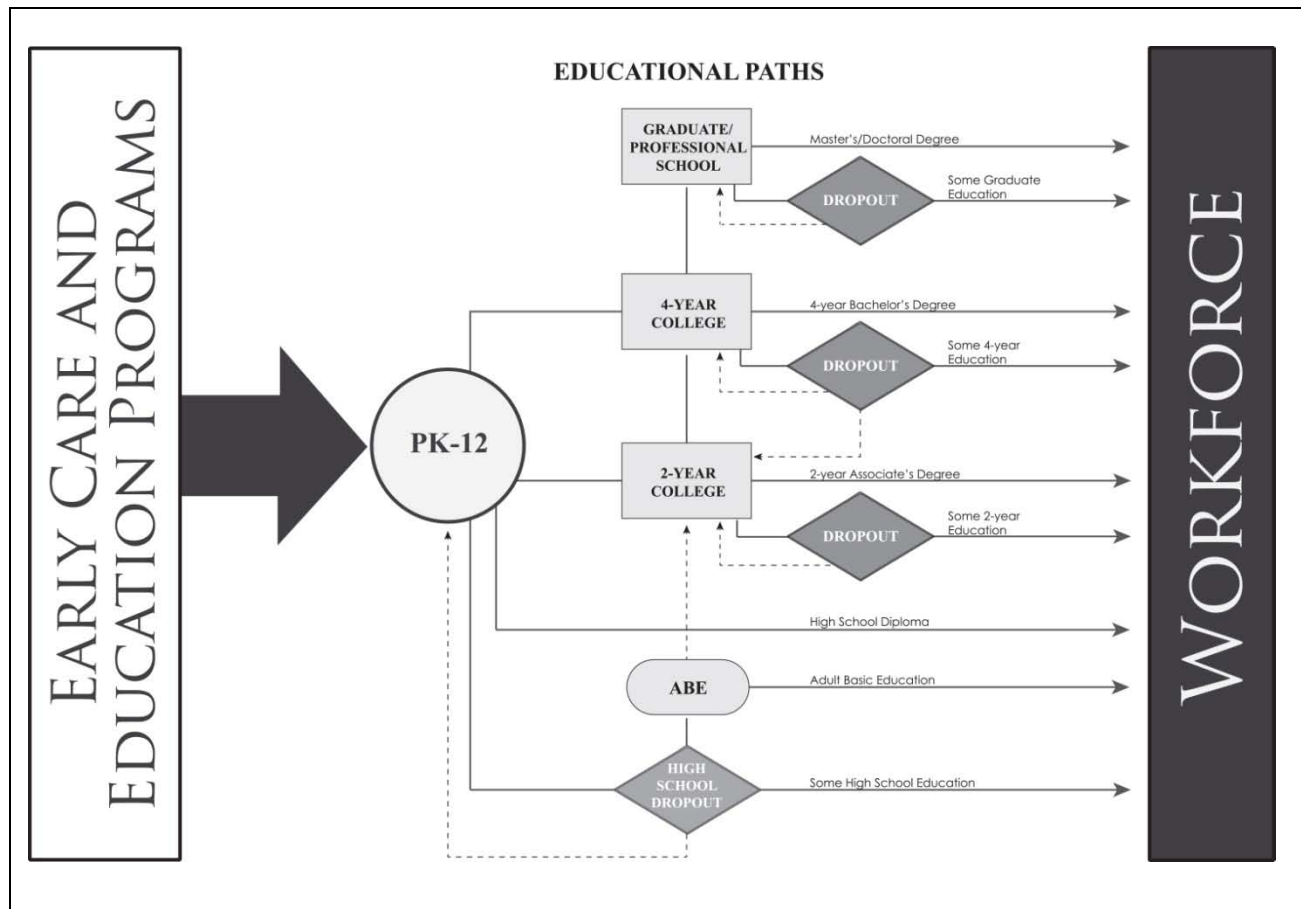 EARLY CARE AND
EDUCATION PROGRAMS
EDUCATIONAL PATHS
GRADUATE/
PROFESSIONAL
SCHOOL
Master's/Doctoral Degree
DROPOUT
Some Graduate
Education
4-YEAR
COLLEGE
4-year Bachelor's Degree
DROPOUT
Some 4-year
Education
PK-12
2-YEAR
COLLEGE
2-year Associate's Degree
DROPOUT
Some 2-year
Education
High School Diploma
ABE
Adult Basic Education
HIGH
SCHOOL
DROPOUT
Some High School Education
WORKFORCE